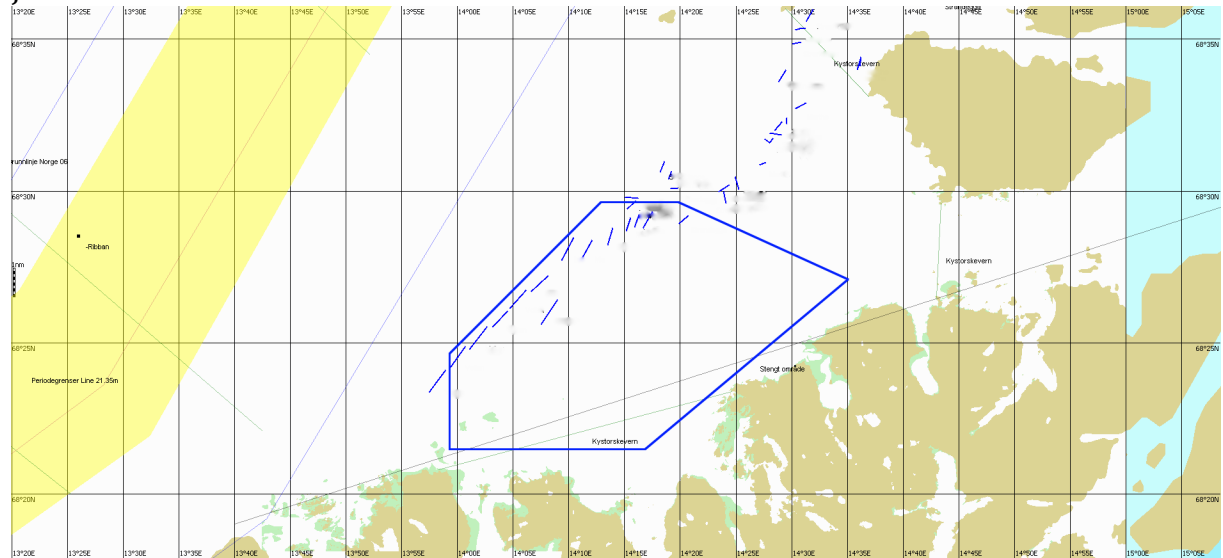 13°20E 13°25E 13°30E 13°35E 13°40E 13°45E 13°50E 13°55E 14°00E 14°05E 14°10E 14°15E 14°20E 14°25E 14°30E 14°35E 14°40E 14°45E 14°50E 14°55E 15°00E 15°05E
68°35N 68°35N
Kystorskevern
runnlinje Norge 06
68°30N 68°30N
-Ribban
1nm
Kystorskevern
68°25N 68°25N
Stengt område
Periodegrenser Line 21.35m
Kystorskevern
68°20N 68°20N
13°20E 13°25E 13°30E 13°35E 13°40E 13°45E 13°50E 13°55E 14°00E 14°05E 14°10E 14°15E 14°20E 14°25E 14°30E 14°35E 14°40E 14°45E 14°50E 14°55E 15°00E 15°05E